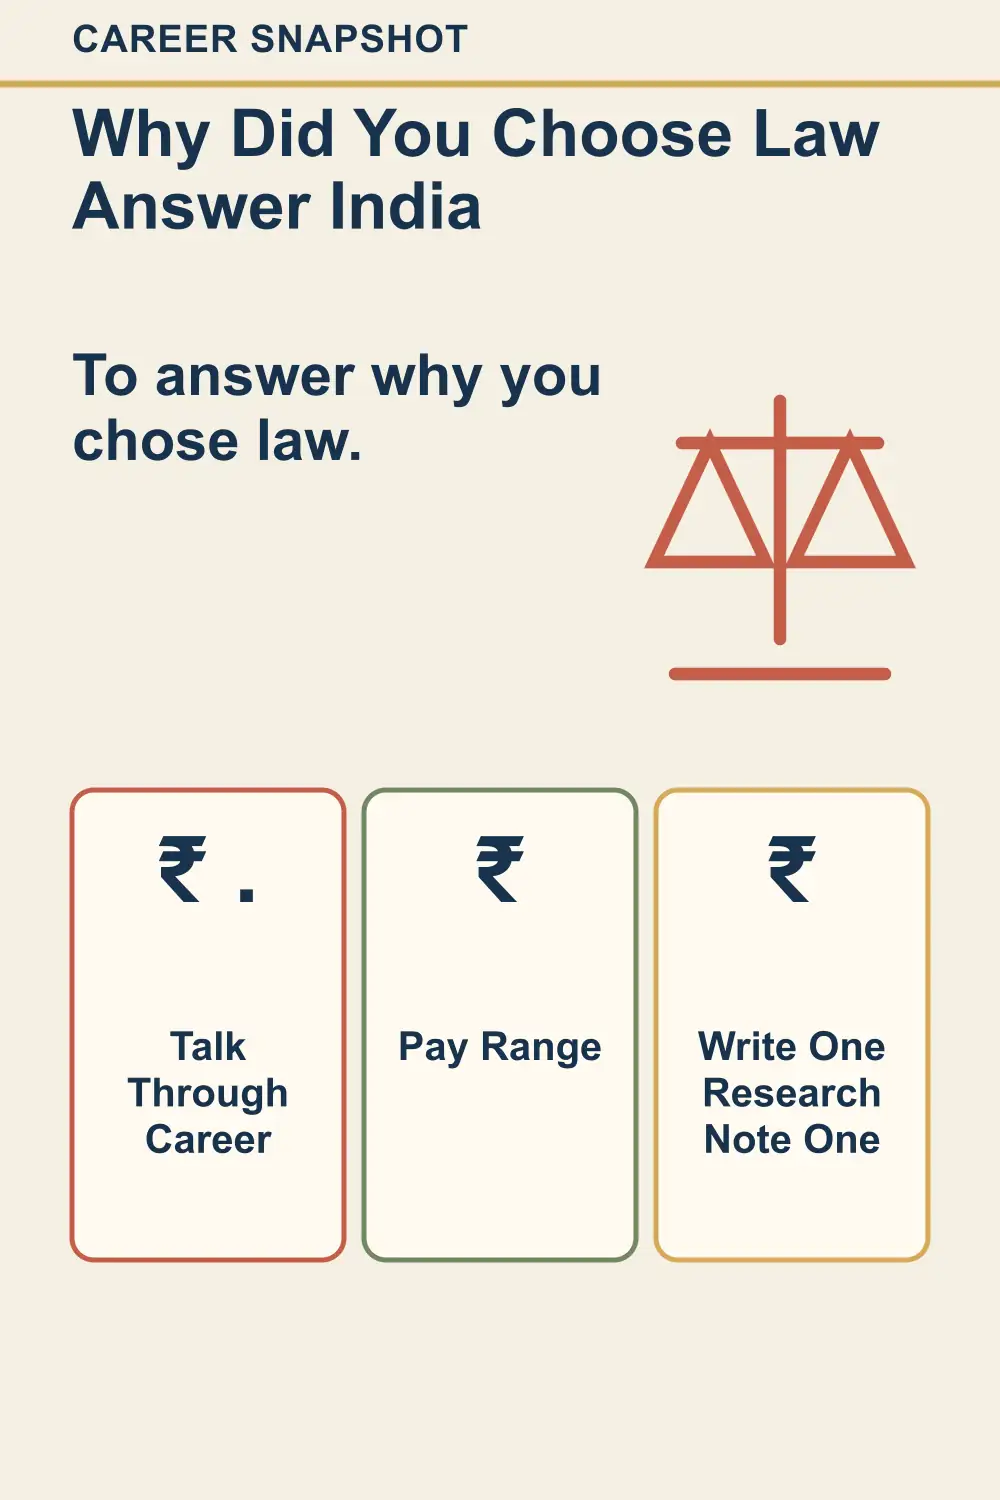 CAREER SNAPSHOT
Why Did You Choose Law
Answer India
To answer why you
chose law.
₹ .
Talk
Through
Career
₹
Pay Range
₹
Write One
Research
Note One